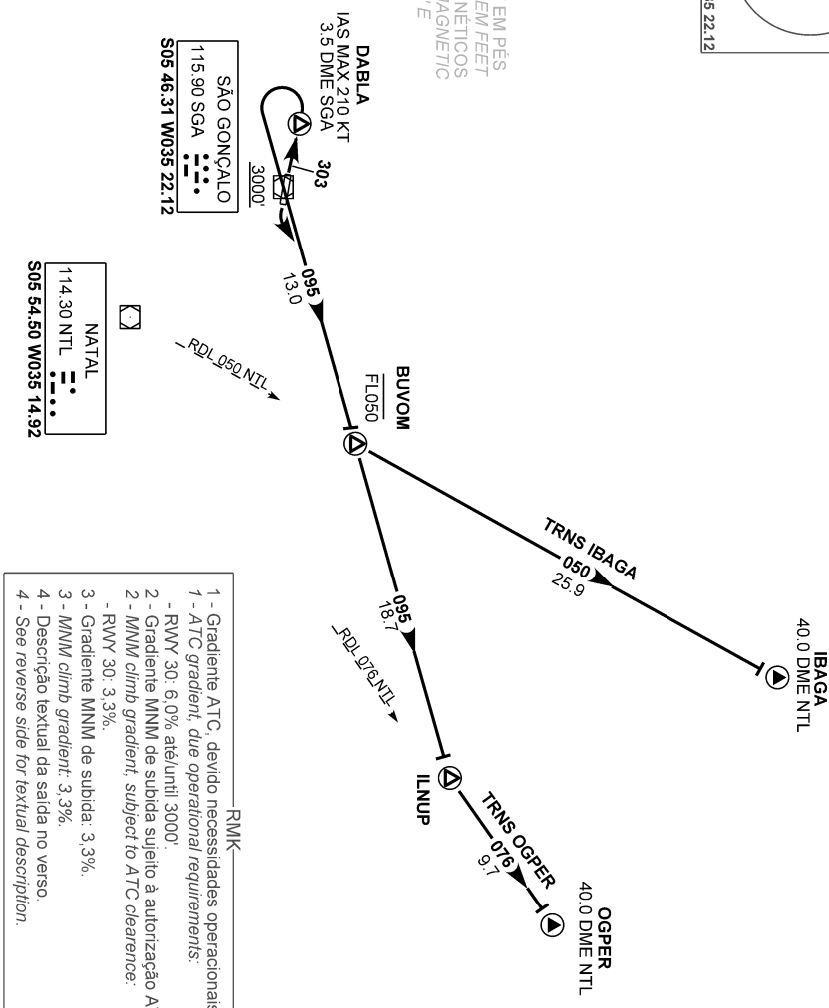 5 22.12
IBAGA
40.0 DME NTL
TRNS IBAGA
050
25.9
OGPER
40.0 DME NTL
TRNS OGPER
076
9.7
EM PÉS
EM FEET
NÉTICOS
AGNETIC
E
ILNUP
BUVOM
FL050
095
18.7
RDL 076 NTL
DABLA
IAS MAX 210 KT
3.5 DME SGA
303
095
13.0
3000'
RDL 050 NTL
SÃO GONÇALO
115.90 SGA
S05 46.31 W035 22.12
NATAL
114.30 NTL
S05 54.50 W035 14.92
RMK
1 - Gradiente ATC, devido necessidades operacionais
1 - ATC gradient, due operational requirements:
- RWY 30: 6,0% até/until 3000'.
2 - Gradiente MNM de subida sujeito à autorização A
2 - MNM climb gradient, subject to ATC clearence:
- RWY 30: 3,3%.
3 - Gradiente MNM de subida: 3,3%.
3 - MNM climb gradient: 3,3%.
4 - Descrição textual da saída no verso.
4 - See reverse side for textual description.